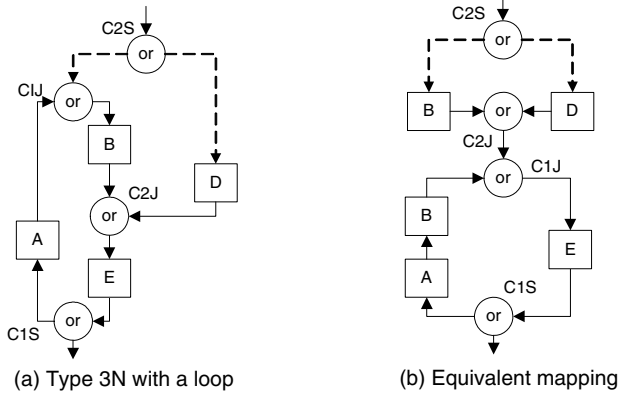 C2S
or
CIJ
or
B
C2J
D
or
A
E
C1S
or
(a) Type 3N with a loop
C2S
or
B
or
D
C2J
or
C1J
B
E
A
C1S
or
(b) Equivalent mapping